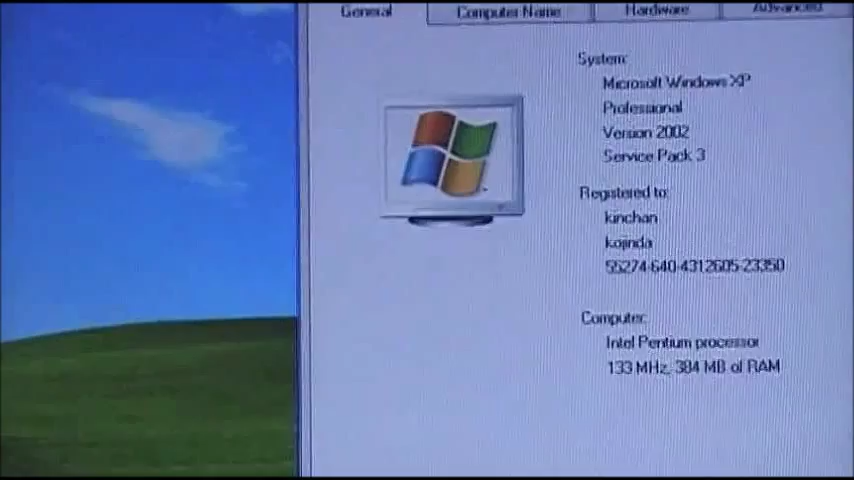 General Computer Name Hardware Advanced
System:
Microsoft Windows XP
Professional
Version 2002
Service Pack 3
Registered to:
kinchan
kojinda
55274-640-4312605-23350
Computer:
Intel Pentium processor
133 MHz, 384 MB of RAM